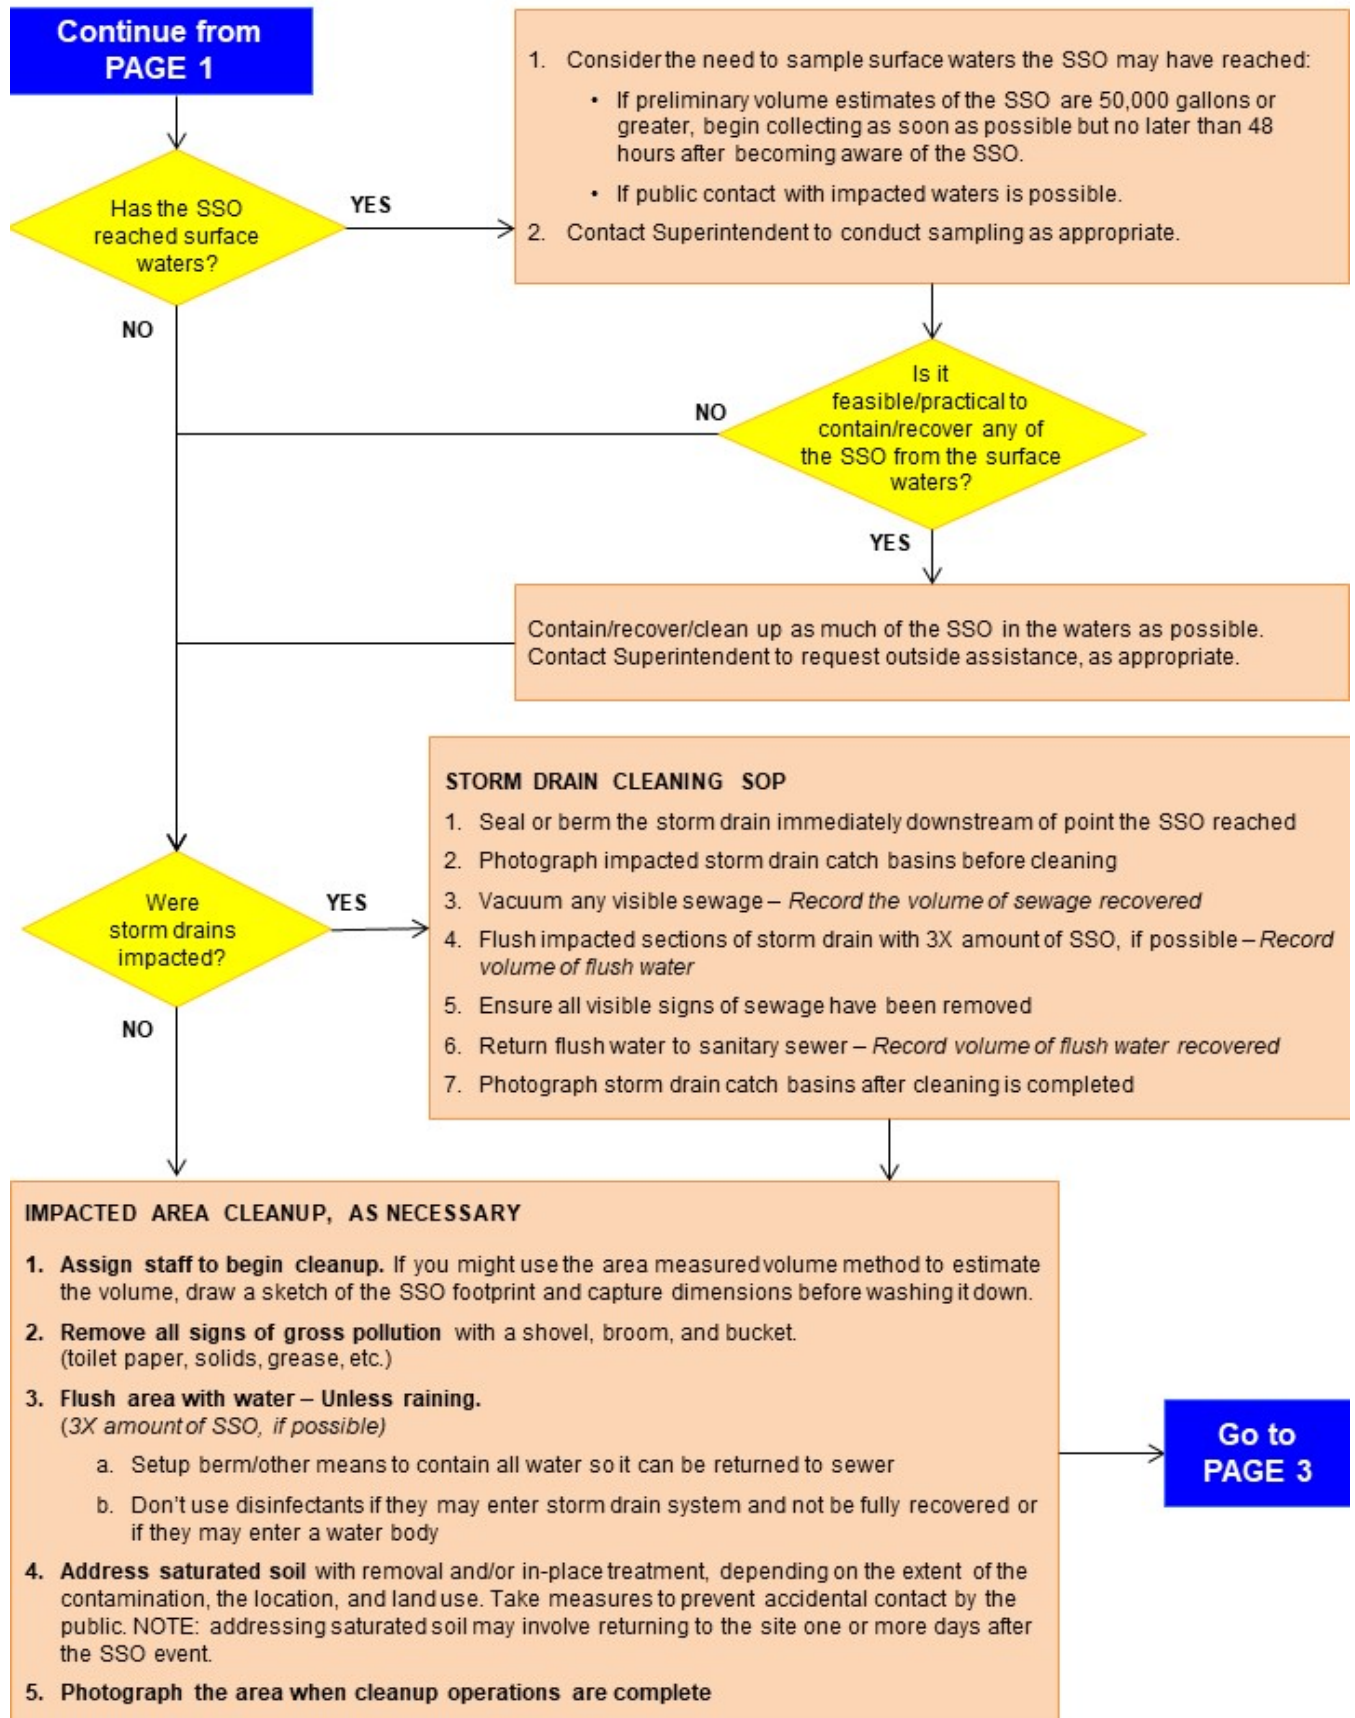 Continue from
PAGE 1
1. Consider the need to sample surface waters the SSO may have reached:
• If preliminary volume estimates of the SSO are 50,000 gallons or
greater, begin collecting as soon as possible but no later than 48
hours after becoming aware of the SSO.
• If public contact with impacted waters is possible.
2. Contact Superintendent to conduct sampling as appropriate.
Has the SSO
reached surface
waters?
YES
NO
Is it
feasible/practical to
contain/recover any of
the SSO from the surface
waters?
NO
YES
Contain/recover/clean up as much of the SSO in the waters as possible.
Contact Superintendent to request outside assistance, as appropriate.
STORM DRAIN CLEANING SOP
1. Seal or berm the storm drain immediately downstream of point the SSO reached
2. Photograph impacted storm drain catch basins before cleaning
3. Vacuum any visible sewage – Record the volume of sewage recovered
4. Flush impacted sections of storm drain with 3X amount of SSO, if possible – Record
volume of flush water
5. Ensure all visible signs of sewage have been removed
6. Return flush water to sanitary sewer – Record volume of flush water recovered
7. Photograph storm drain catch basins after cleaning is completed
Were
storm drains
impacted?
YES
NO
IMPACTED AREA CLEANUP, AS NECESSARY
1. Assign staff to begin cleanup. If you might use the area measured volume method to estimate
the volume, draw a sketch of the SSO footprint and capture dimensions before washing it down.
2. Remove all signs of gross pollution with a shovel, broom, and bucket.
(toilet paper, solids, grease, etc.)
3. Flush area with water – Unless raining.
(3X amount of SSO, if possible)
a. Setup berm/other means to contain all water so it can be returned to sewer
b. Don't use disinfectants if they may enter storm drain system and not be fully recovered or
if they may enter a water body
4. Address saturated soil with removal and/or in-place treatment, depending on the extent of the
contamination, the location, and land use. Take measures to prevent accidental contact by the
public. NOTE: addressing saturated soil may involve returning to the site one or more days after
the SSO event.
5. Photograph the area when cleanup operations are complete
Go to
PAGE 3